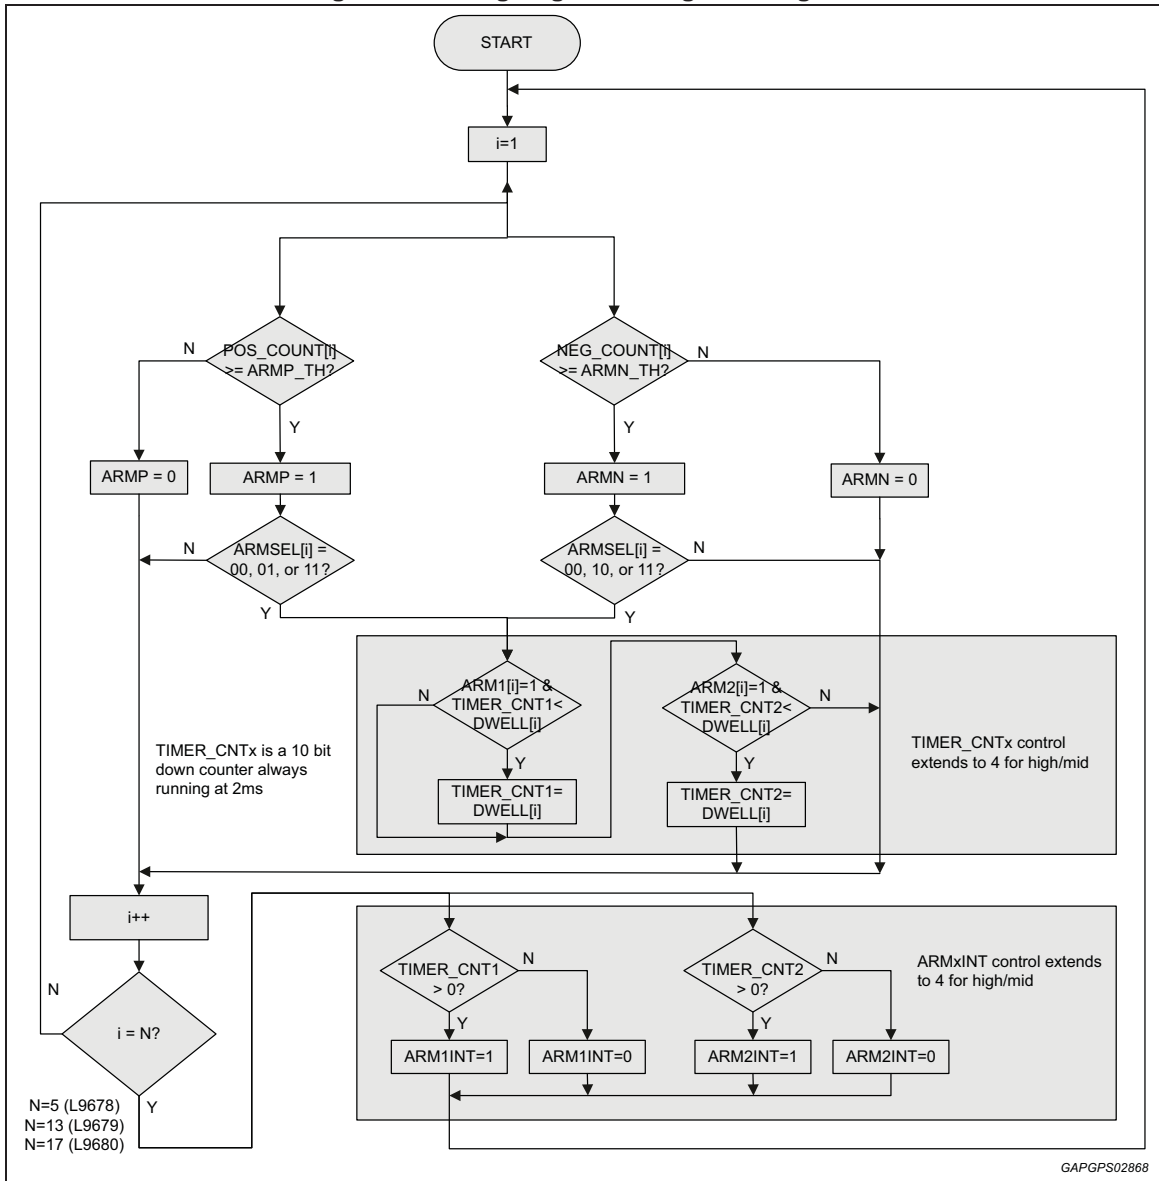 START
i=1
N
POS_COUNT[i]
>= ARMP_TH?
Y
NEG_COUNT[i]
>= ARMN_TH?
N
Y
ARMP = 0
ARMP = 1
ARMN = 1
ARMN = 0
N
ARMSEL[i] =
00, 01, or 11?
Y
ARMSEL[i] =
00, 10, or 11?
N
Y
N
ARM1[i]=1 &
TIMER_CNT1<
DWELL[i]
Y
TIMER_CNT1=
DWELL[i]
ARM2[i]=1 &
TIMER_CNT2<
DWELL[i]
N
Y
TIMER_CNT2=
DWELL[i]
TIMER_CNTx is a 10 bit
down counter always
running at 2ms
TIMER_CNTx control
extends to 4 for high/mid
i++
N
i = N?
Y
N=5 (L9678)
N=13 (L9679)
N=17 (L9680)
TIMER_CNT1
> 0?
N
Y
ARM1INT=1
ARM1INT=0
TIMER_CNT2
> 0?
N
Y
ARM2INT=1
ARM2INT=0
ARMxINT control extends
to 4 for high/mid
GAPGPS02868